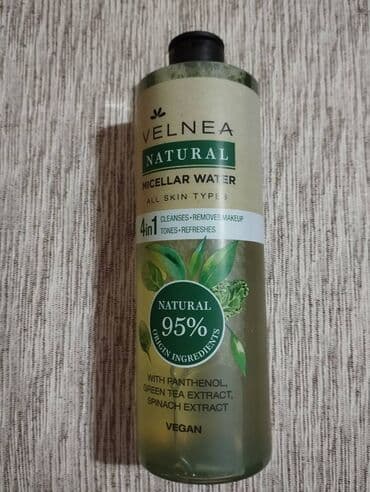 VELNEA
NATURAL
MICELLAR WATER
ALL SKIN TYPES
4in1 CLEANSES•REMOVES MAKEUP
TONES•REFRESHES
NATURAL
95%
ORIGIN INGREDIENTS
WITH PANTHENOL,
GREEN TEA EXTRACT,
SPINACH EXTRACT
VEGAN